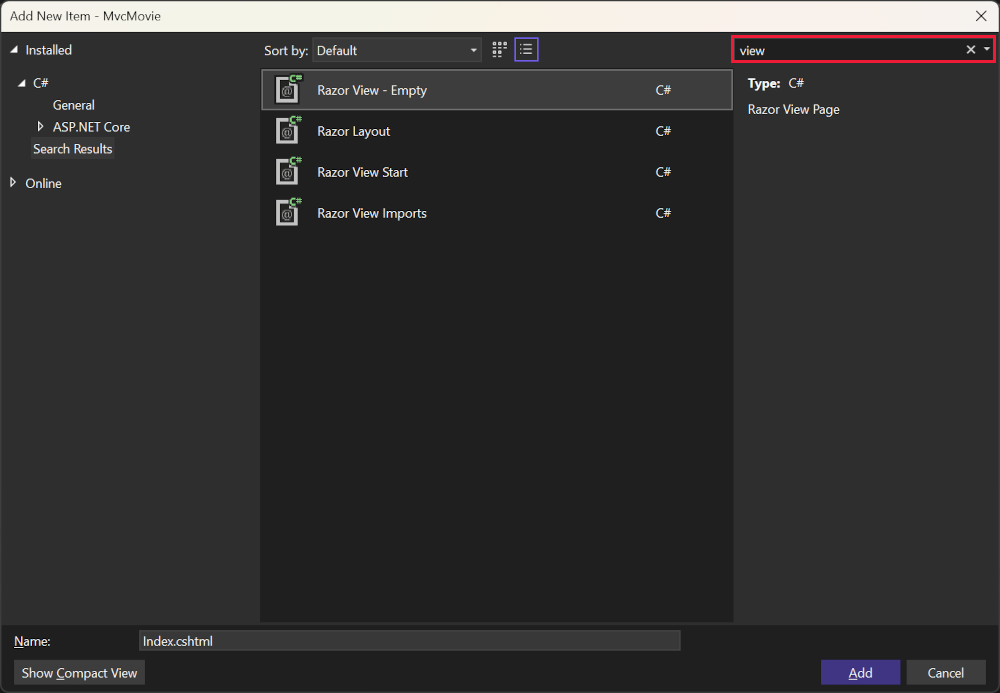 Add New Item - MvcMovie
Installed
C#
General
ASP.NET Core
Search Results
Online
Sort by: Default
Razor View - Empty C#
Razor Layout C#
Razor View Start C#
Razor View Imports C#
view
Type: C#
Razor View Page
Name: Index.cshtml
Show Compact View Add Cancel